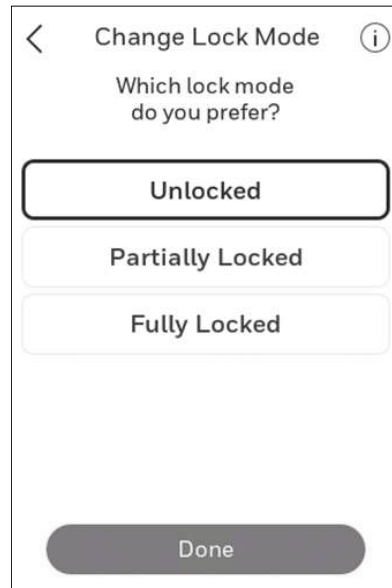 Change Lock Mode
Which lock mode
do you prefer?
Unlocked
Partially Locked
Fully Locked
Done